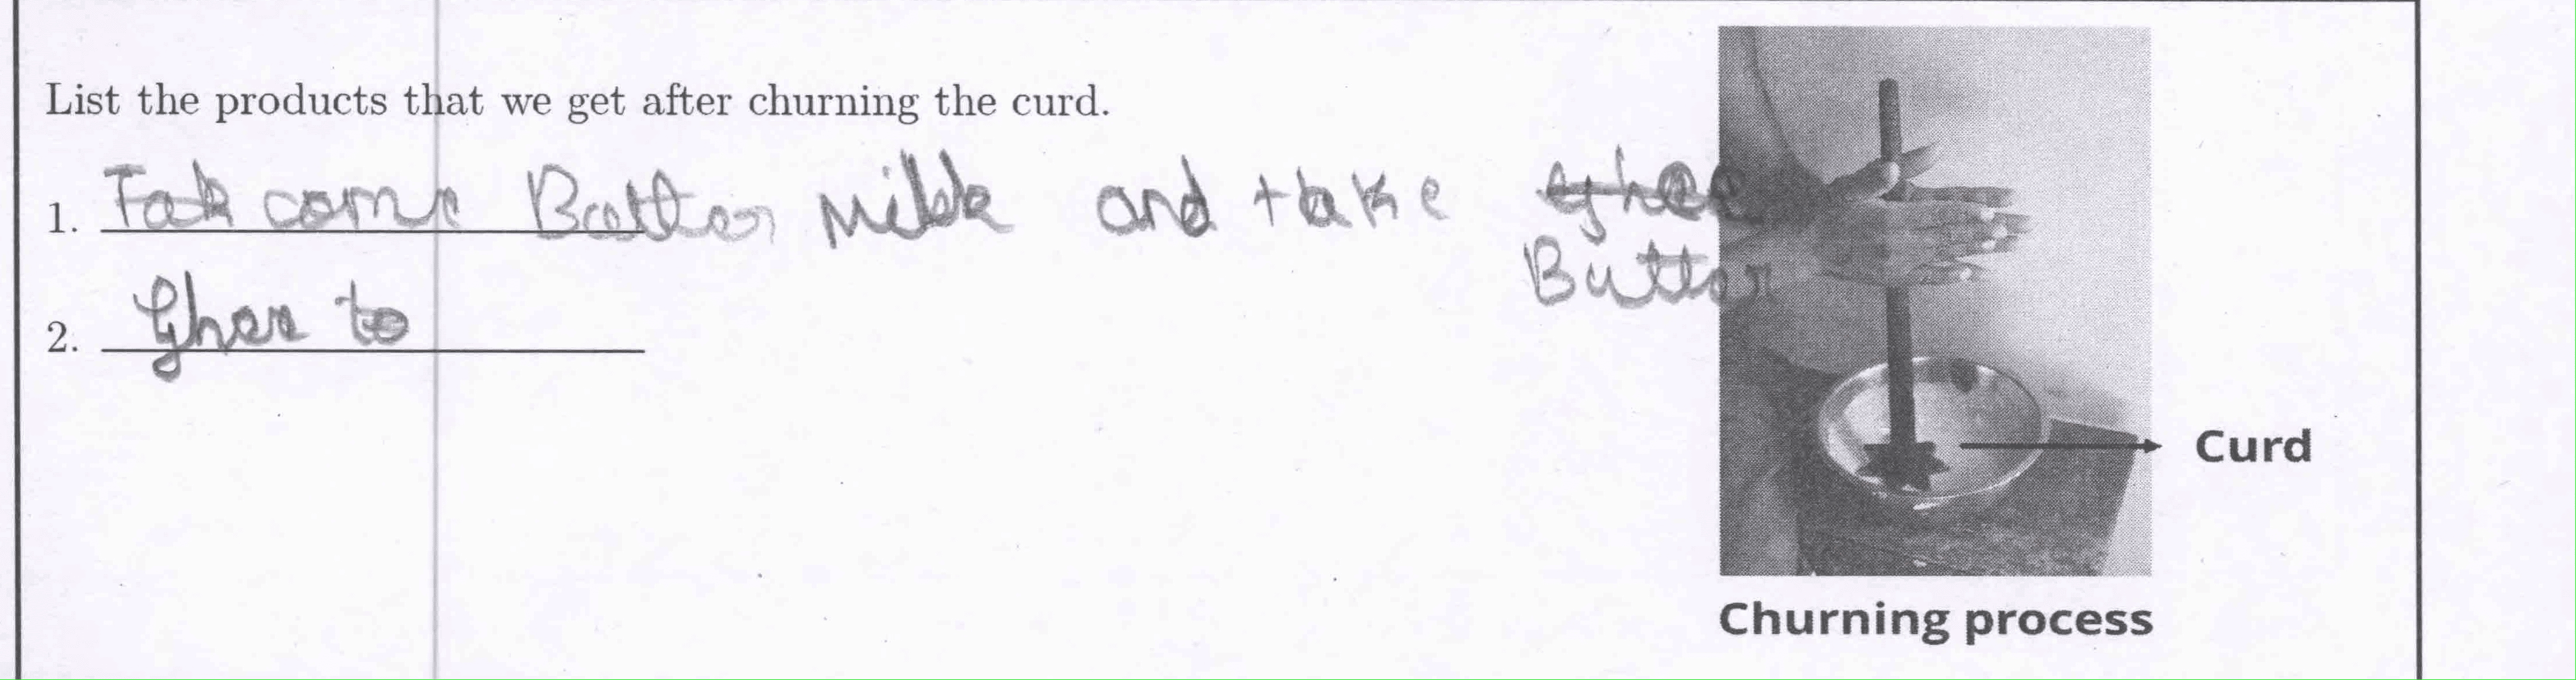 List the products that we get after churning the curd.
1. Fak come Butter Milk and take ghee
Butter
2. Ghee to
Curd
Churning process